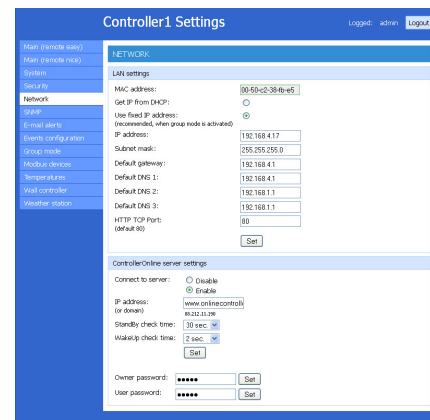 Controller1 Settings
Logged: admin
Logout
Main (remote easy)
Main (remote nice)
System
Security
Network
SNMP
E-mail alerts
Events configuration
Group mode
Modbus devices
Temperatures
Wall controller
Weather station
NETWORK
LAN settings
MAC address: 00-50-c2-38-fb-e5
Get IP from DHCP:
Use fixed IP address:
(recommended, when group mode is activated)
IP address: 192.168.4.17
Subnet mask: 255.255.255.0
Default gateway: 192.168.4.1
Default DNS 1: 192.168.4.1
Default DNS 2: 192.168.1.1
Default DNS 3: 192.168.1.1
HTTP TCP Port: 80
(default 80)
Set
ControllerOnline server settings
Connect to server: Disable
Enable
IP address: www.onlinecontroll
(or domain) 88.212.11.190
StandBy check time: 30 sec.
WakeUp check time: 2 sec.
Set
Owner password: ●●●●● Set
User password: ●●●●● Set